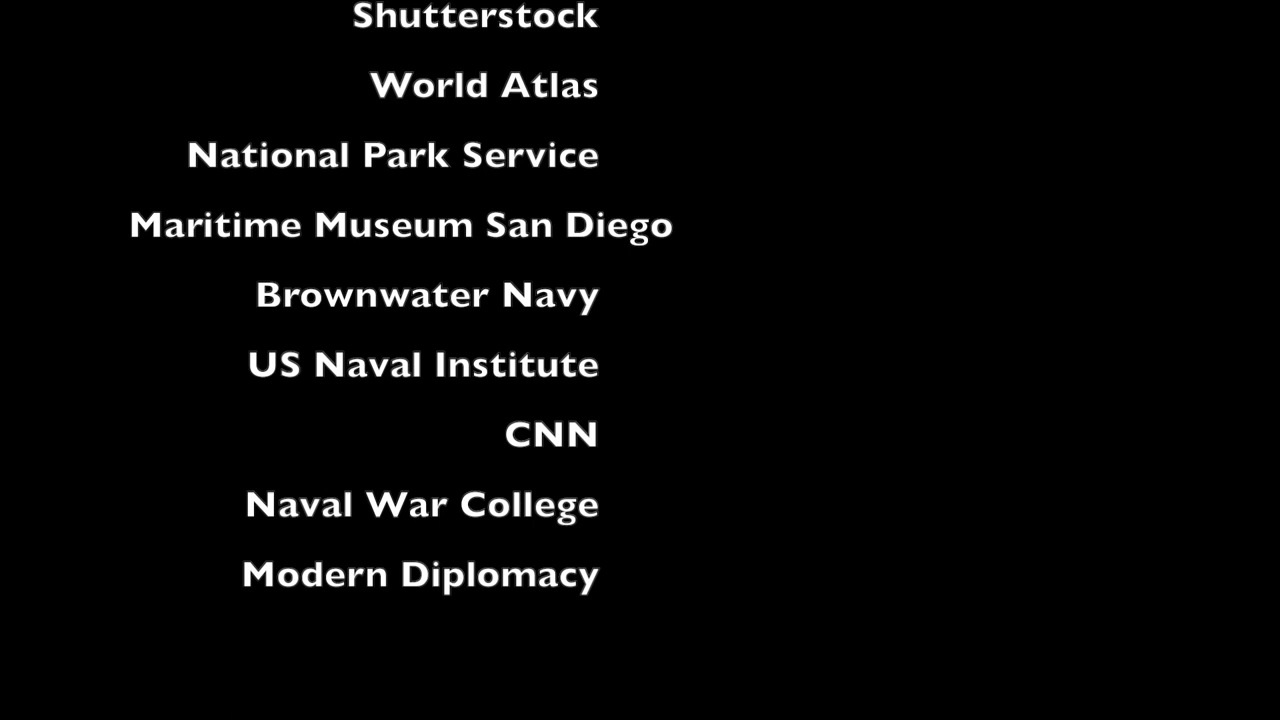 Shutterstock
World Atlas
National Park Service
Maritime Museum San Diego
Brownwater Navy
US Naval Institute
CNN
Naval War College
Modern Diplomacy